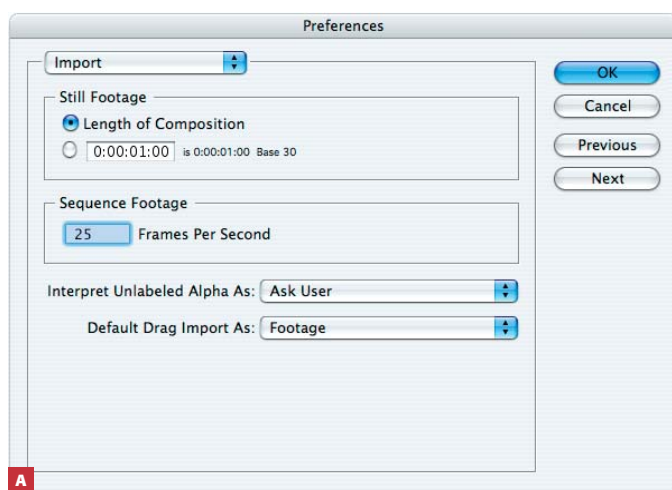 Preferences
Import
Still Footage
Length of Composition
0:00:01:00 is 0:00:01:00 Base 30
Sequence Footage
25 Frames Per Second
Interpret Unlabeled Alpha As: Ask User
Default Drag Import As: Footage
OK
Cancel
Previous
Next
A